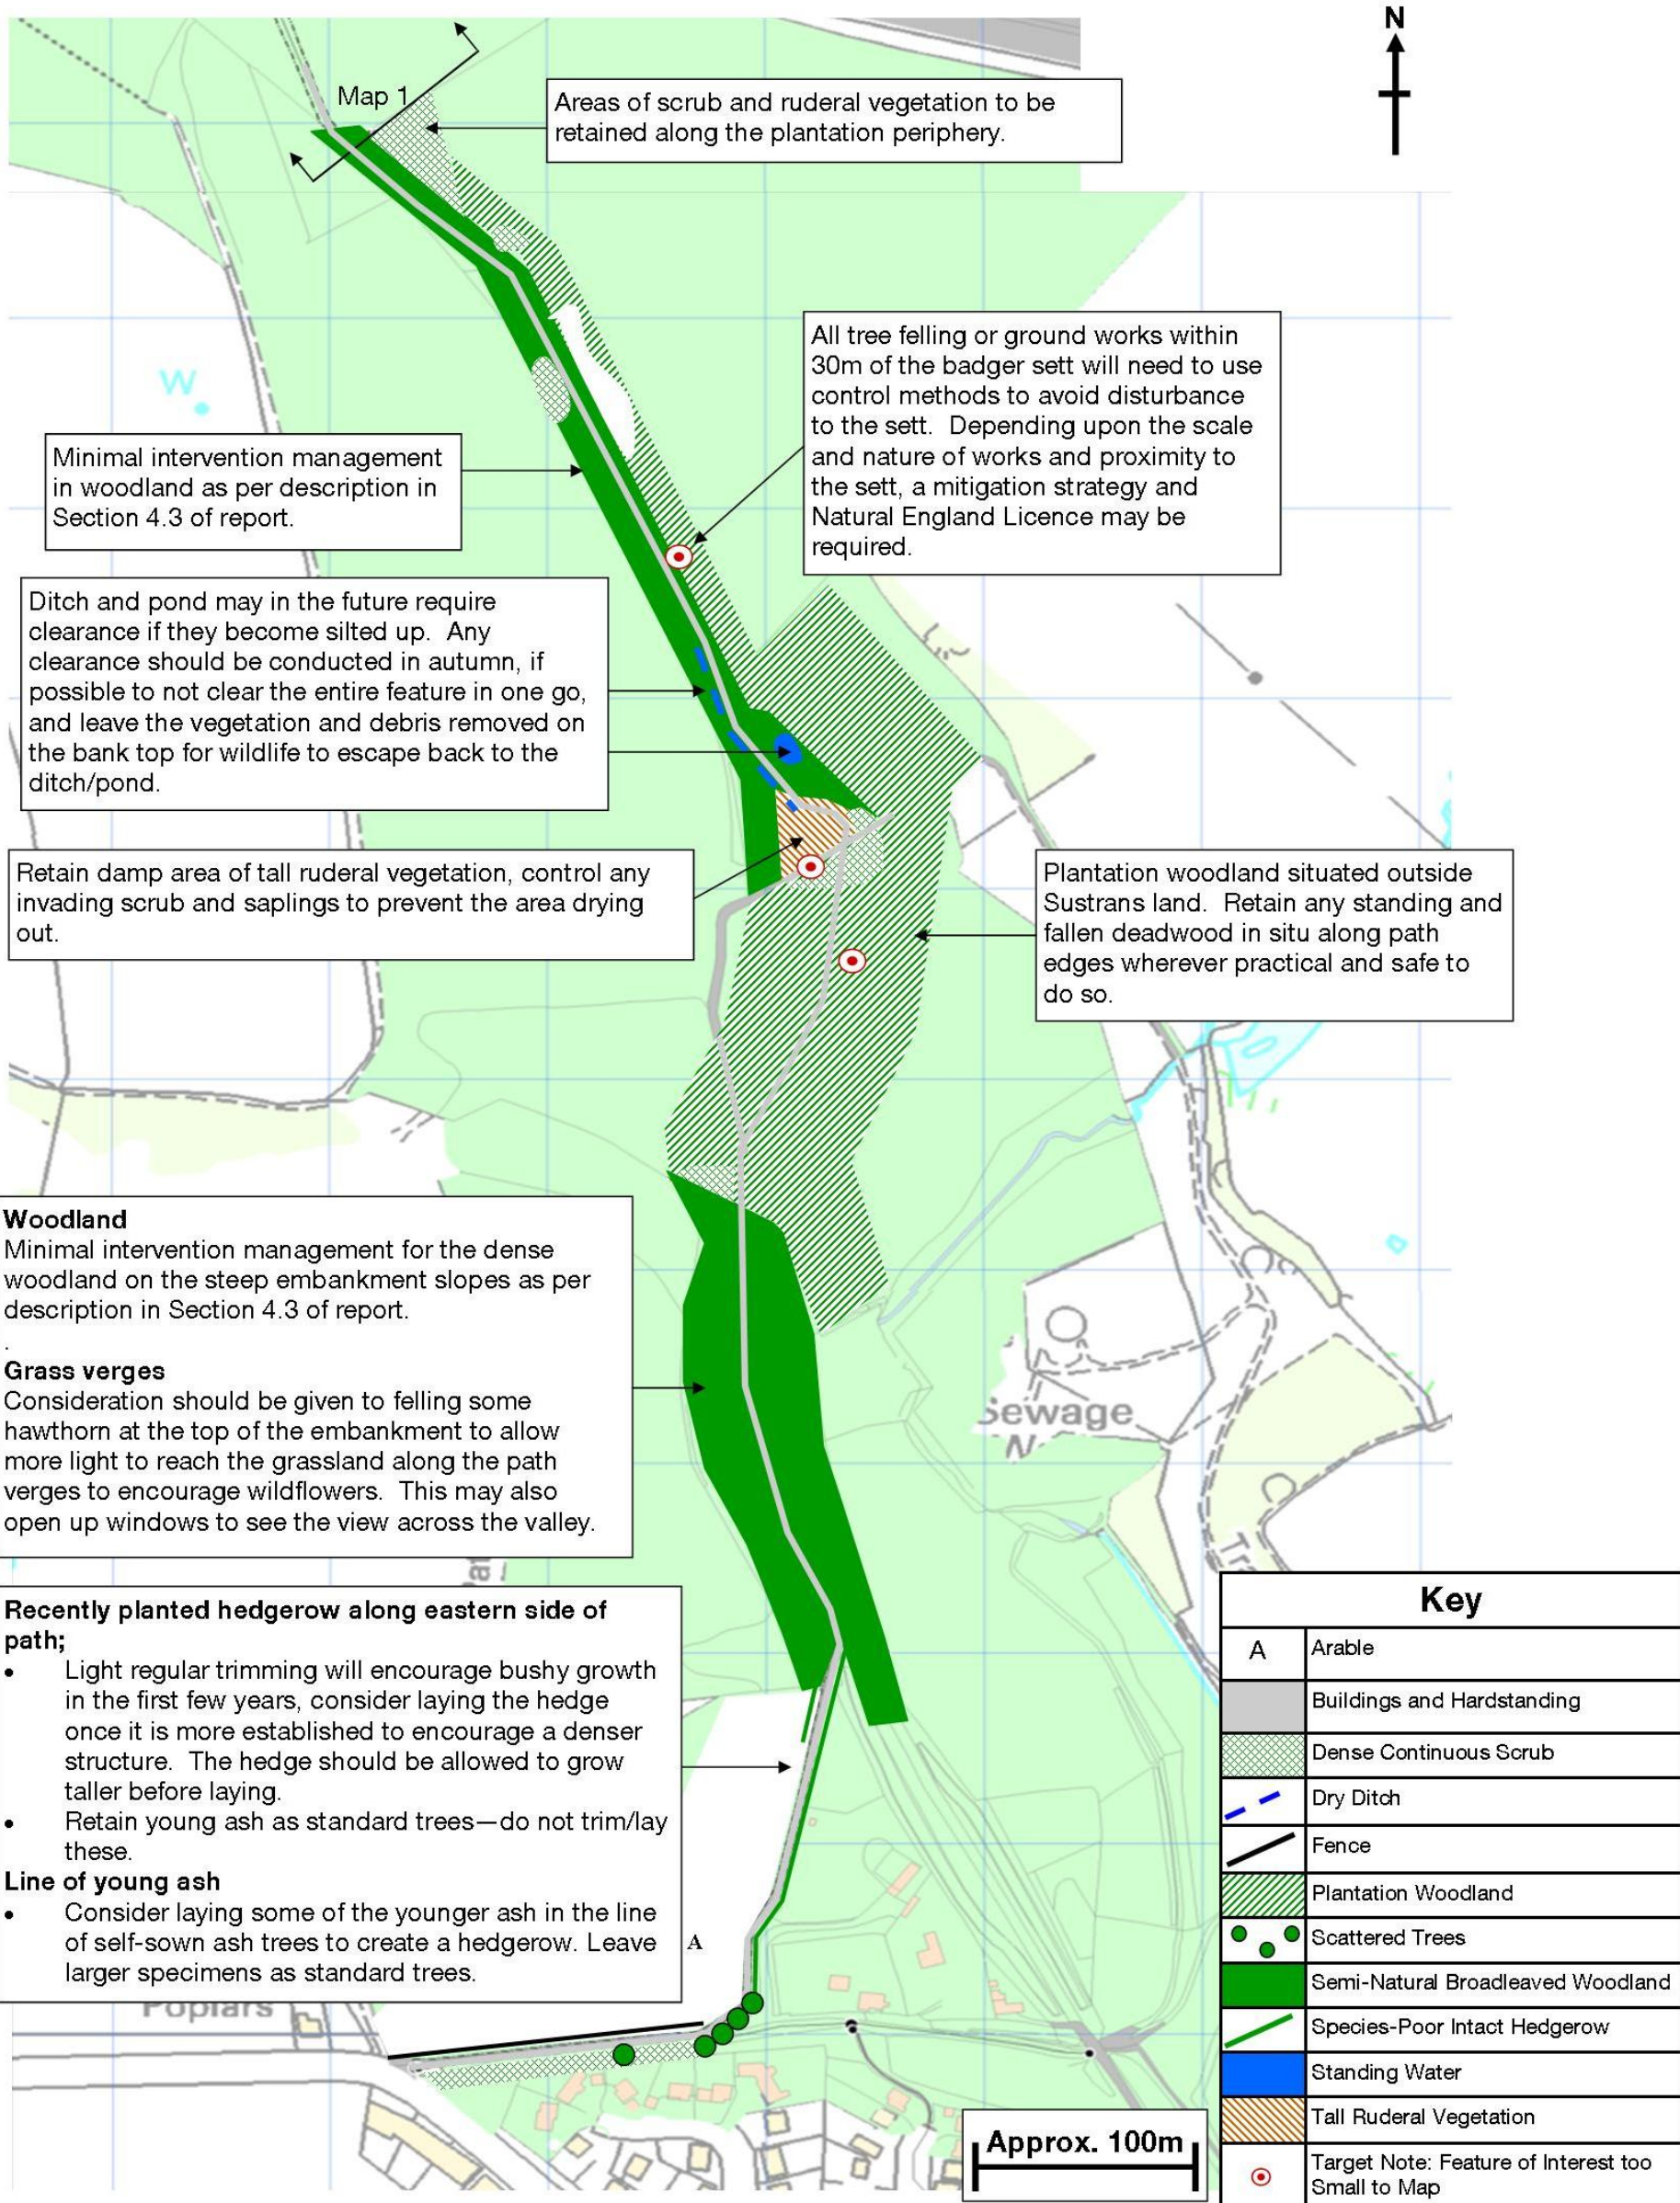 N
Map 1
Areas of scrub and ruderal vegetation to be
retained along the plantation periphery.
All tree felling or ground works within
30m of the badger sett will need to use
control methods to avoid disturbance
to the sett.  Depending upon the scale
and nature of works and proximity to
the sett, a mitigation strategy and
Natural England Licence may be
required.
W
Minimal intervention management
in woodland as per description in
Section 4.3 of report.
Ditch and pond may in the future require
clearance if they become silted up.  Any
clearance should be conducted in autumn, if
possible to not clear the entire feature in one go,
and leave the vegetation and debris removed on
the bank top for wildlife to escape back to the
ditch/pond.
Retain damp area of tall ruderal vegetation, control any
invading scrub and saplings to prevent the area drying
out.
Plantation woodland situated outside
Sustrans land.  Retain any standing and
fallen deadwood in situ along path
edges wherever practical and safe to
do so.
Woodland
Minimal intervention management for the dense
woodland on the steep embankment slopes as per
description in Section 4.3 of report.
.
Grass verges
Consideration should be given to felling some
hawthorn at the top of the embankment to allow
more light to reach the grassland along the path
verges to encourage wildflowers.  This may also
open up windows to see the view across the valley.
Sewage
Recently planted hedgerow along eastern side of
path;
• Light regular trimming will encourage bushy growth
in the first few years, consider laying the hedge
once it is more established to encourage a denser
structure.  The hedge should be allowed to grow
taller before laying.
• Retain young ash as standard trees—do not trim/lay
these.
Line of young ash
• Consider laying some of the younger ash in the line
of self-sown ash trees to create a hedgerow. Leave
larger specimens as standard trees.
A
Poplars
Approx. 100m
Key
A Arable
Buildings and Hardstanding
Dense Continuous Scrub
Dry Ditch
Fence
Plantation Woodland
Scattered Trees
Semi-Natural Broadleaved Woodland
Species-Poor Intact Hedgerow
Standing Water
Tall Ruderal Vegetation
Target Note: Feature of Interest too
Small to Map